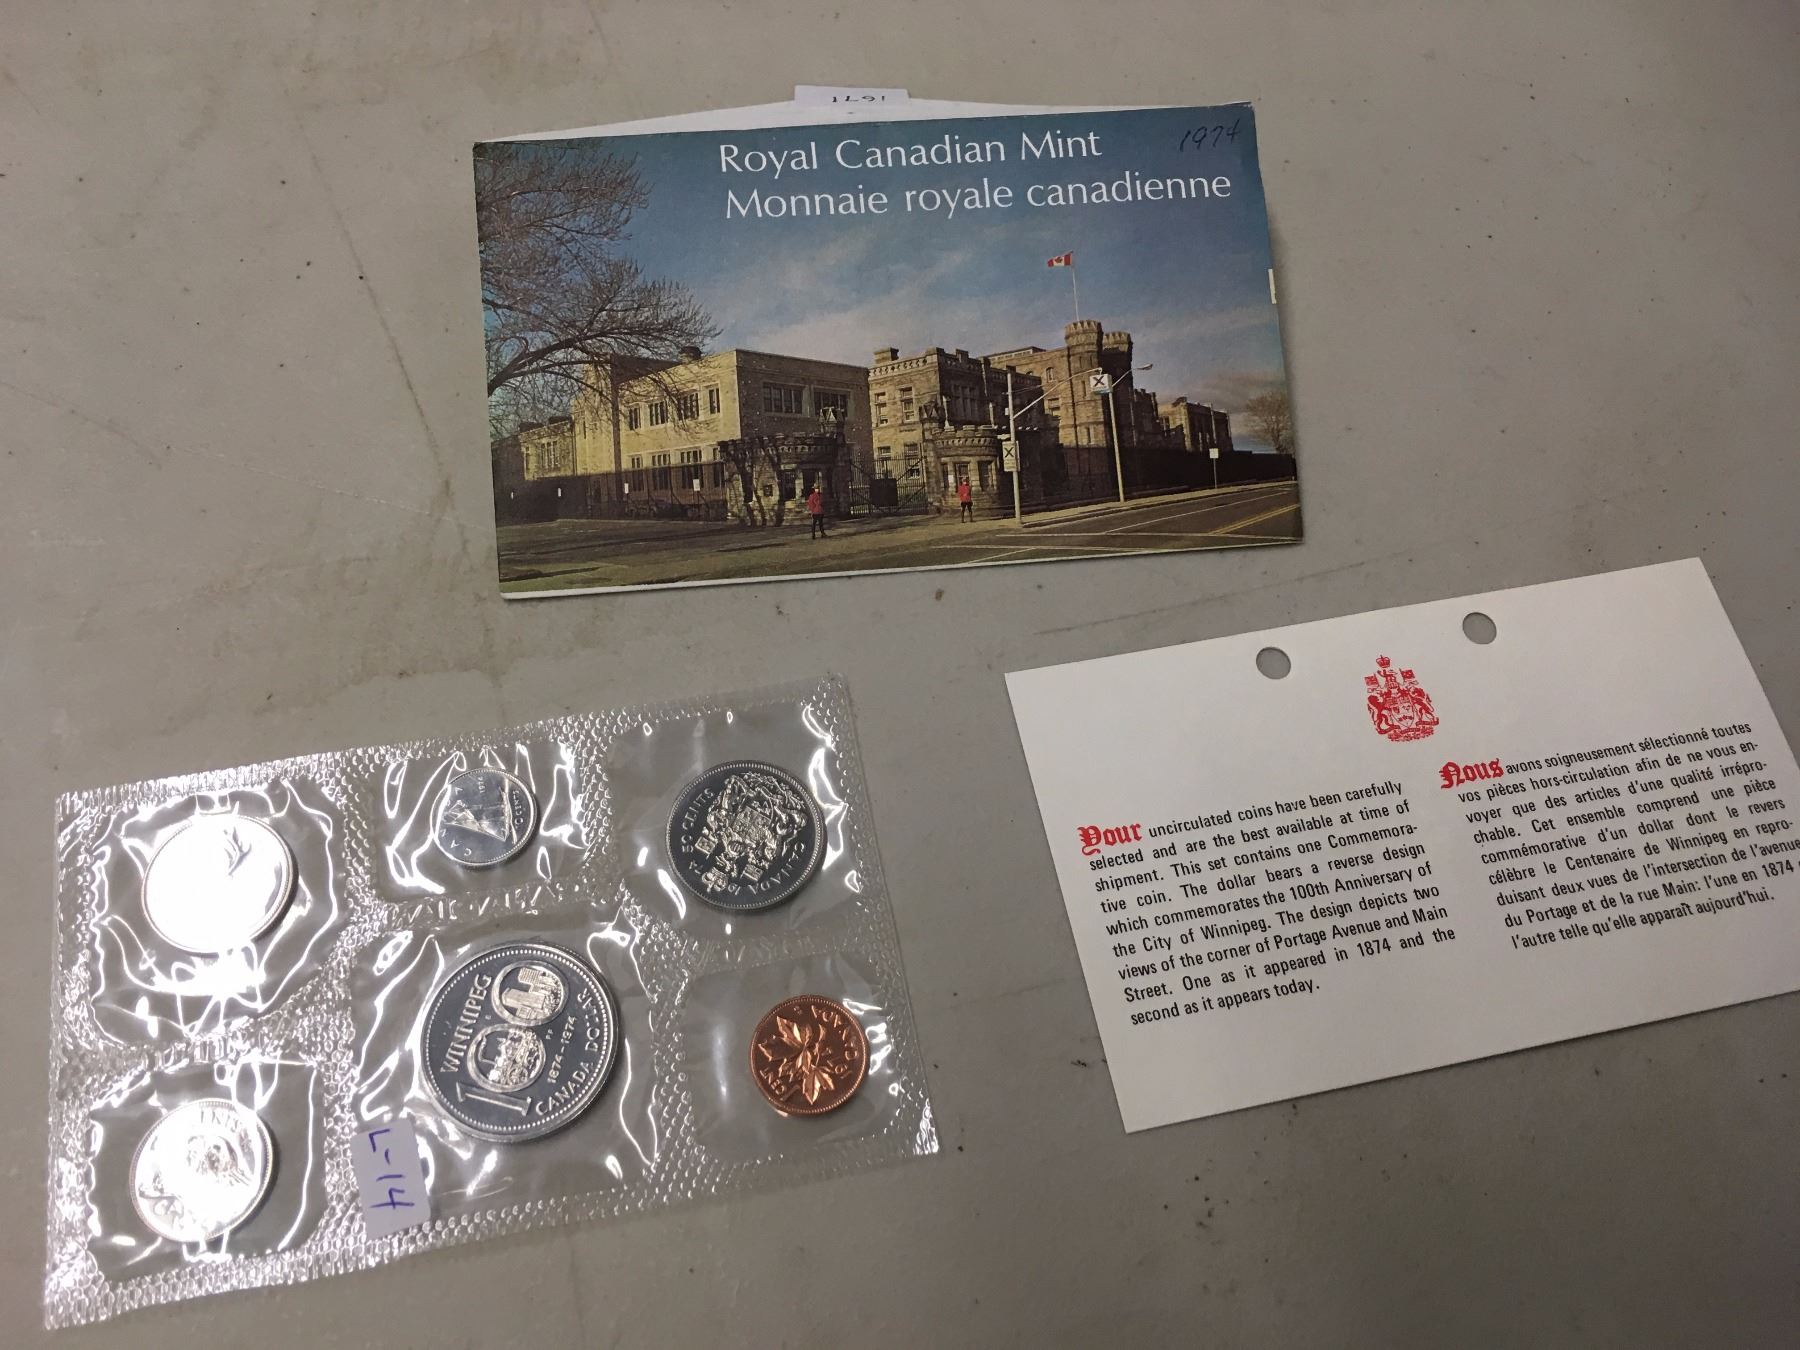 1L91
Royal Canadian Mint
Monnaie royale canadienne
1974
Your uncirculated coins have been carefully
selected and are the best available at time of
shipment. This set contains one Commemora-
tive coin. The dollar bears a reverse design
which commemorates the 100th Anniversary of
the City of Winnipeg. The design depicts two
views of the corner of Portage Avenue and Main
Street. One as it appeared in 1874 and the
second as it appears today.
Nous avons soigneusement sélectionné toutes
vos pièces hors-circulation afin de ne vous en-
voyer que des articles d'une qualité irrépro-
chable. Cet ensemble comprend une pièce
commémorative d'un dollar dont le revers
célèbre le Centenaire de Winnipeg en repro-
duisant deux vues de l'intersection de l'avenue
du Portage et de la rue Main: l'une en 1874
l'autre telle qu'elle apparaît aujourd'hui.
50 CENTS
CANADA
WINNIPEG
100
1874-1974
CANADA DOLLAR
CENT
CANADA
L-14